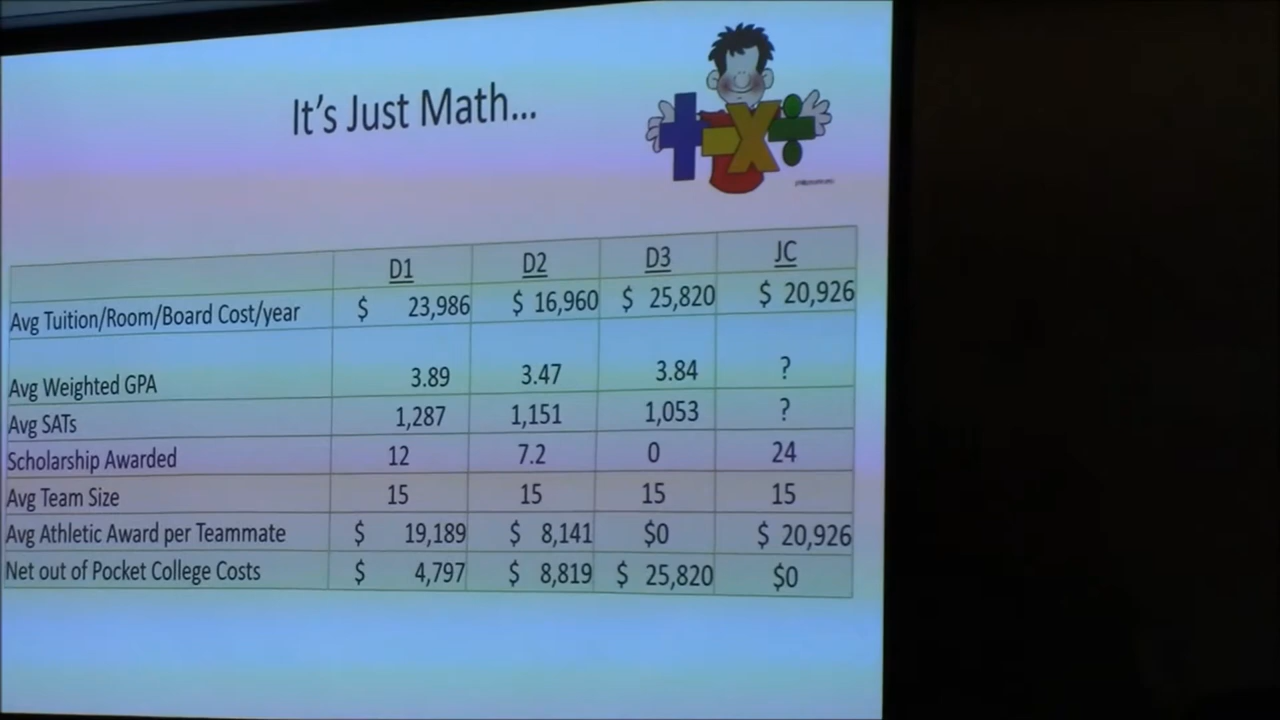 It's Just Math...
D1 D2 D3 JC
Avg Tuition/Room/Board Cost/year $ 23,986 $ 16,960 $ 25,820 $ 20,926
Avg Weighted GPA 3.89 3.47 3.84 ?
Avg SATs 1,287 1,151 1,053 ?
Scholarship Awarded 12 7.2 0 24
Avg Team Size 15 15 15 15
Avg Athletic Award per Teammate $ 19,189 $ 8,141 $0 $ 20,926
Net out of Pocket College Costs $ 4,797 $ 8,819 $ 25,820 $0